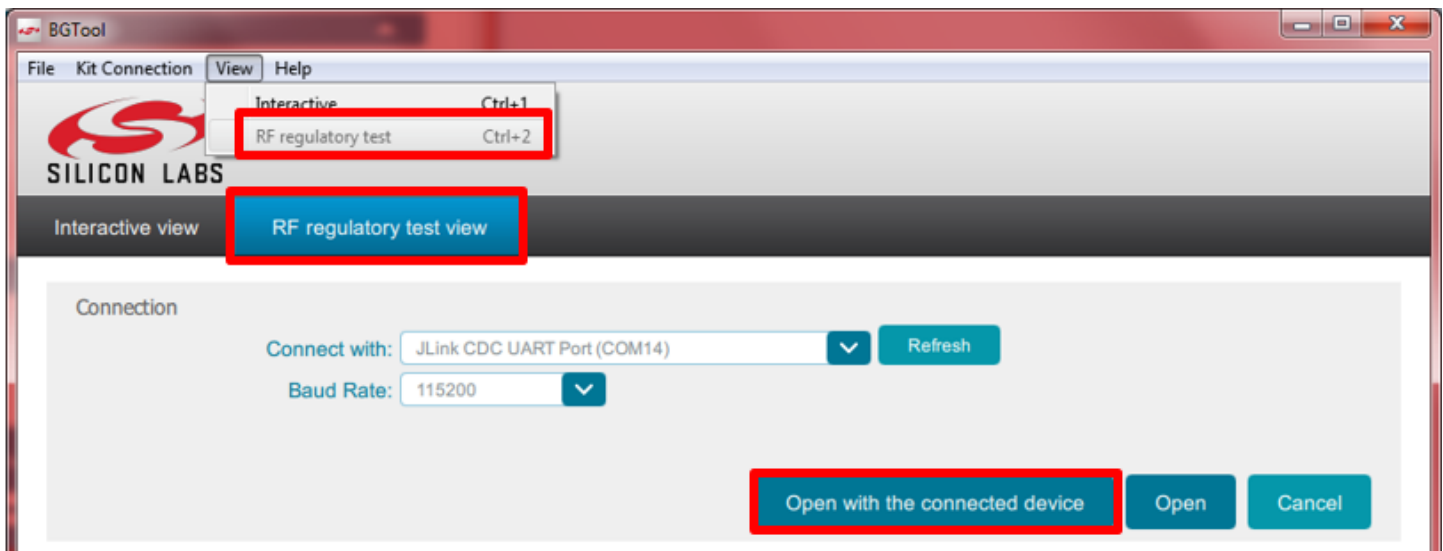 BGTool
File Kit Connection View Help
Interactive Ctrl+1
RF regulatory test Ctrl+2
SILICON LABS
Interactive view RF regulatory test view
Connection
Connect with: JLink CDC UART Port (COM14) Refresh
Baud Rate: 115200
Open with the connected device Open Cancel